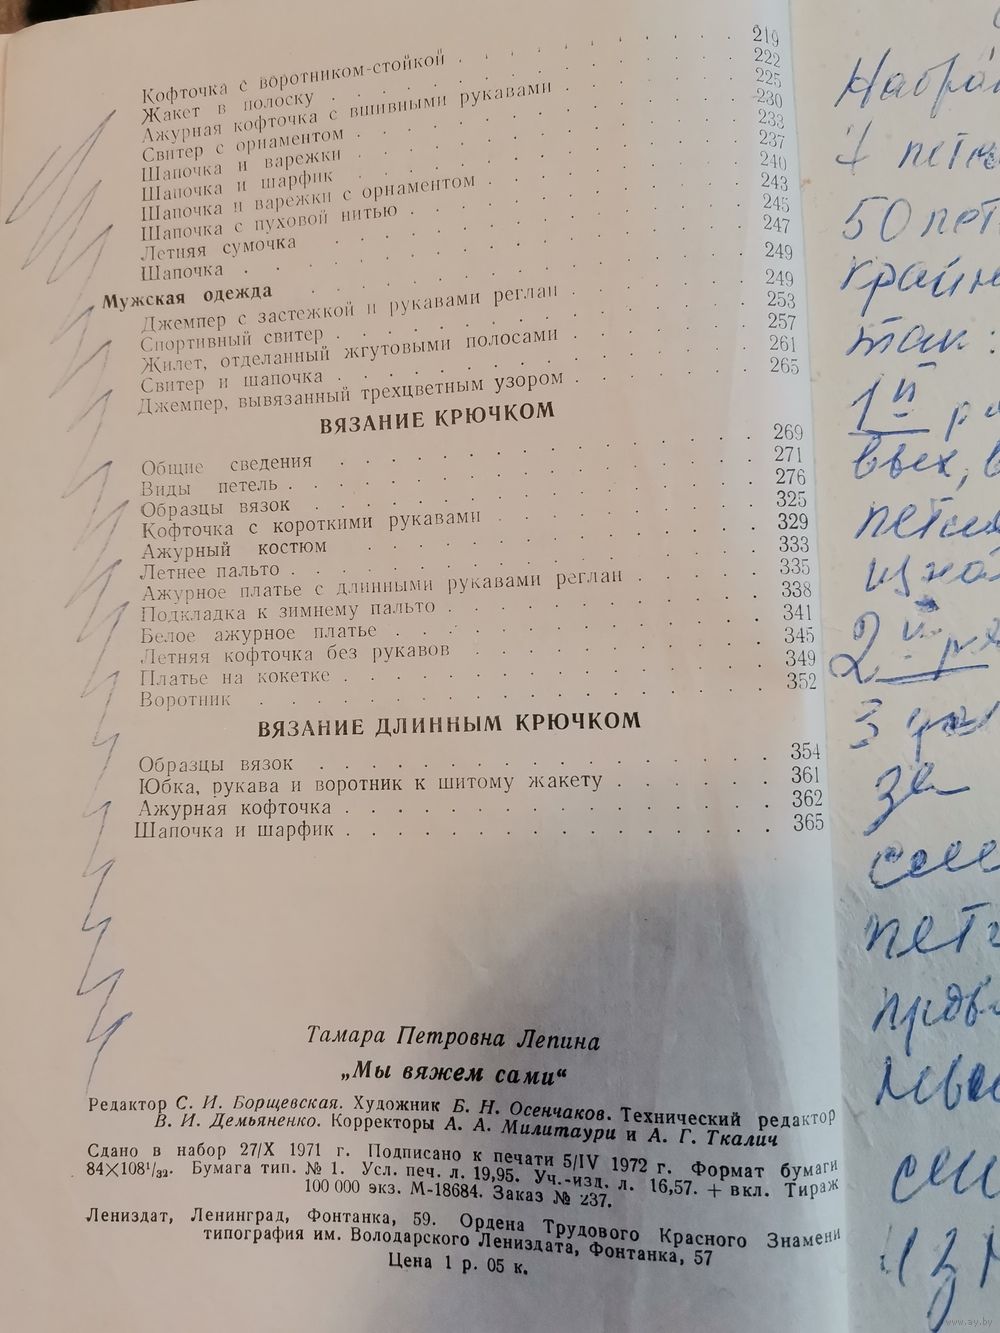 Кофточка с воротником-стойкой . . . . . . . . . 219
Жакет в полоску . . . . . . . . . 222
Ажурная кофточка с вшивными рукавами . . . . . . 225
Свитер с орнаментом . . . . . . . . . 230
Шапочка и варежки . . . . . . . . . 233
Шапочка и шарфик . . . . . . . . . 237
Шапочка и варежки с орнаментом . . . . . . . 240
Шапочка с пуховой нитью . . . . . . . . 243
Летняя сумочка . . . . . . . . . 245
Шапочка . . . . . . . . . 247
Мужская одежда . . . . . . . . . 249
Джемпер с застежкой и рукавами реглан . . . . . . 249
Спортивный свитер . . . . . . . . . 253
Жилет, отделанный жгутовыми полосами . . . . . . 257
Свитер и шапочка . . . . . . . . . 261
Джемпер, вывязанный трехцветным узором . . . . . . 265
ВЯЗАНИЕ КРЮЧКОМ
Общие сведения . . . . . . . . . 269
Виды петель . . . . . . . . . 271
Образцы вязок . . . . . . . . . 276
Кофточка с короткими рукавами . . . . . . . 325
Ажурный костюм . . . . . . . . . 329
Летнее пальто . . . . . . . . . 333
Ажурное платье с длинными рукавами реглан . . . . . 335
Подкладка к зимнему пальто . . . . . . . . 338
Белое ажурное платье . . . . . . . . . 341
Летняя кофточка без рукавов . . . . . . . . 345
Платье на кокетке . . . . . . . . . 349
Воротник . . . . . . . . . 352
ВЯЗАНИЕ ДЛИННЫМ КРЮЧКОМ
Образцы вязок . . . . . . . . . 354
Юбка, рукава и воротник к шитому жакету . . . . . . 361
Ажурная кофточка . . . . . . . . . 362
Шапочка и шарфик . . . . . . . . . 365
Тамара Петровна Лепина
„Мы вяжем сами“
Редактор С. И. Борщевская. Художник Б. Н. Осенчаков. Технический редактор
В. И. Демьяненко. Корректоры А. А. Милитаури и А. Г. Ткалич
Сдано в набор 27/X 1971 г. Подписано к печати 5/IV 1972 г. Формат бумаги
84×108¹/₃₂. Бумага тип. № 1. Усл. печ. л. 19,95. Уч.-изд. л. 16,57. + вкл. Тираж
100 000 экз. М-18684. Заказ № 237.
Лениздат, Ленинград, Фонтанка, 59. Ордена Трудового Красного Знамени
типография им. Володарского Лениздата, Фонтанка, 57
Цена 1 р. 05 к.
50 пет
так:
1й
2й
3
за
www.ay.by